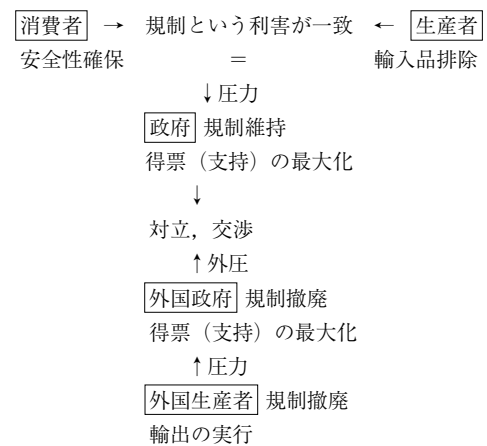 消費者 → 規制という利害が一致 ← 生産者
安全性確保 = 輸入品排除
↓圧力
政府 規制維持
得票（支持）の最大化
↓
対立，交渉
↑外圧
外国政府 規制撤廃
得票（支持）の最大化
↑圧力
外国生産者 規制撤廃
輸出の実行